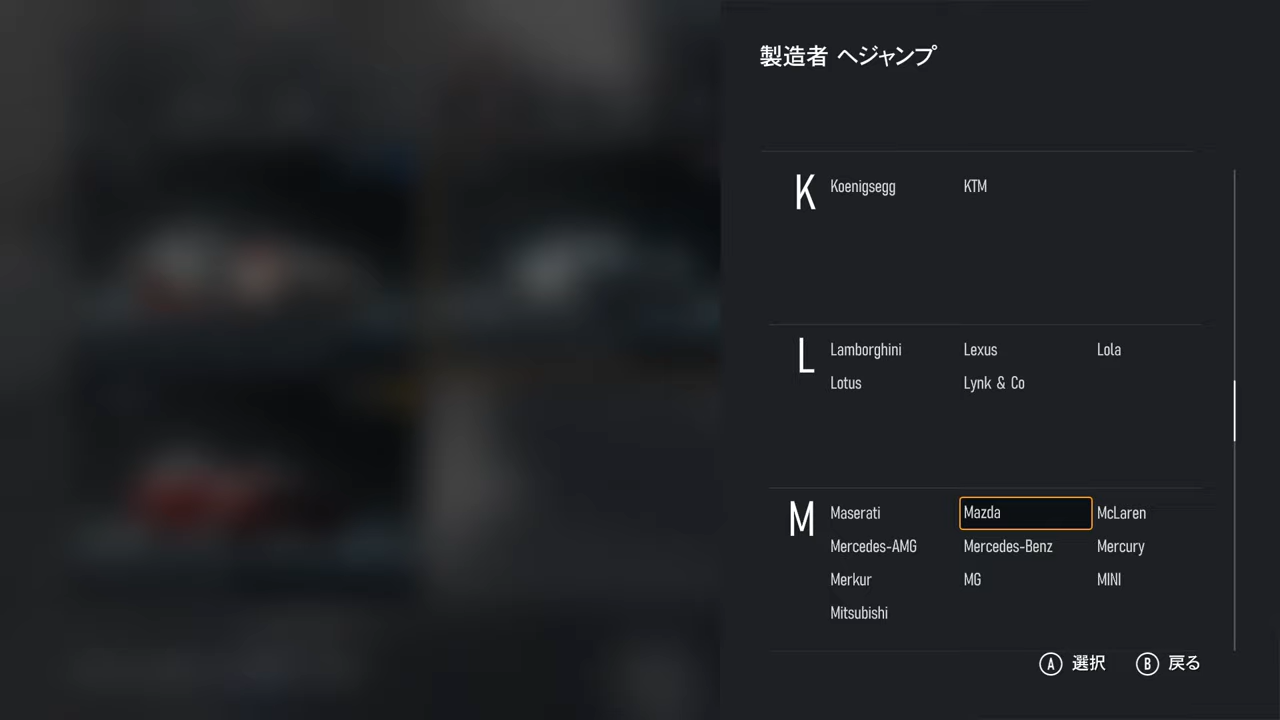 製造者 へジャンプ
K Koenigsegg KTM
L Lamborghini Lexus Lola
Lotus Lynk & Co
M Maserati Mazda McLaren
Mercedes-AMG Mercedes-Benz Mercury
Merkur MG MINI
Mitsubishi
A 選択 B 戻る